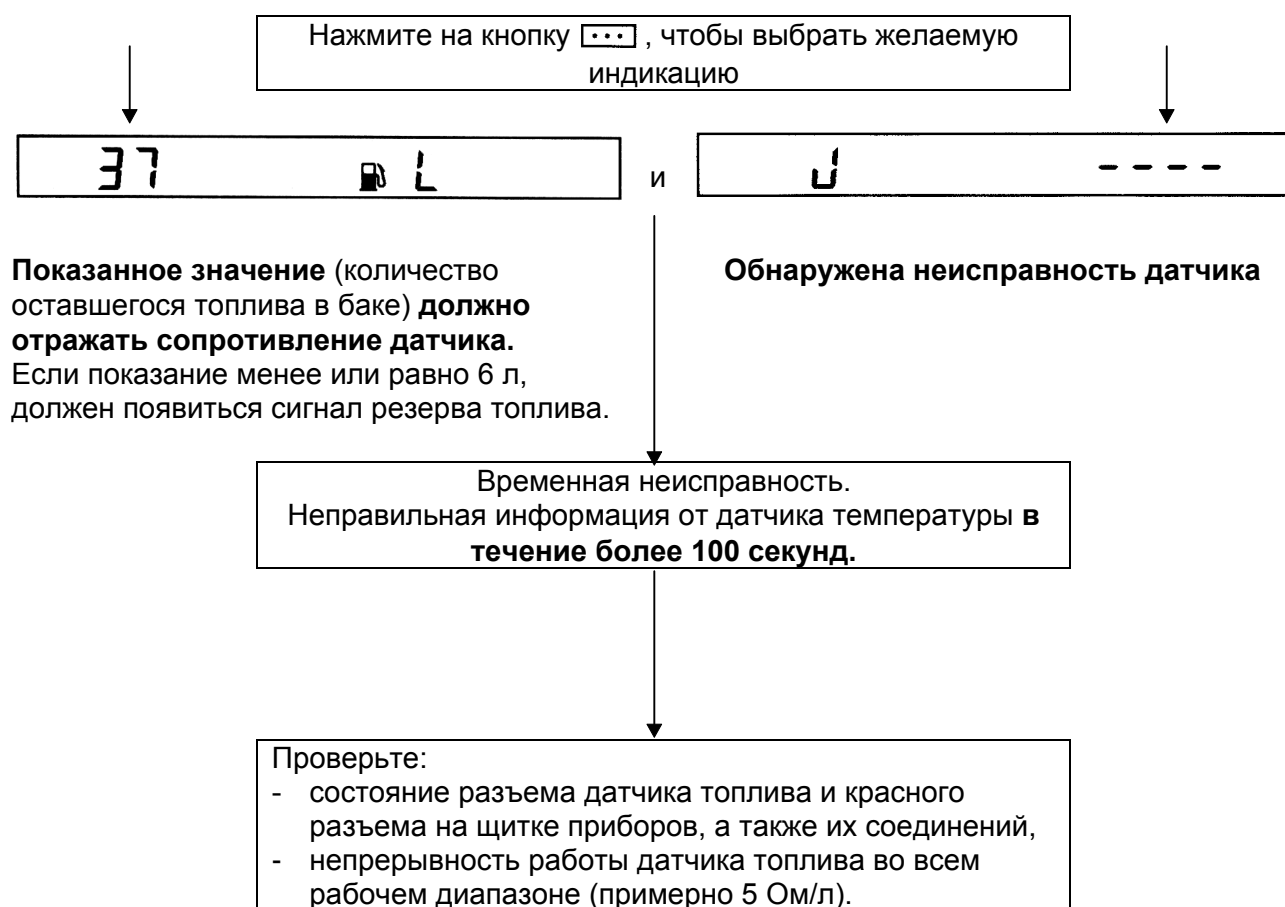 Нажмите на кнопку ..., чтобы выбрать желаемую
индикацию
37 L
и
J ----
Показанное значение (количество
оставшегося топлива в баке) должно
отражать сопротивление датчика.
Если показание менее или равно 6 л,
должен появиться сигнал резерва топлива.
Обнаружена неисправность датчика
Временная неисправность.
Неправильная информация от датчика температуры в
течение более 100 секунд.
Проверьте:
- состояние разъема датчика топлива и красного
разъема на щитке приборов, а также их соединений,
- непрерывность работы датчика топлива во всем
рабочем диапазоне (примерно 5 Ом/л).